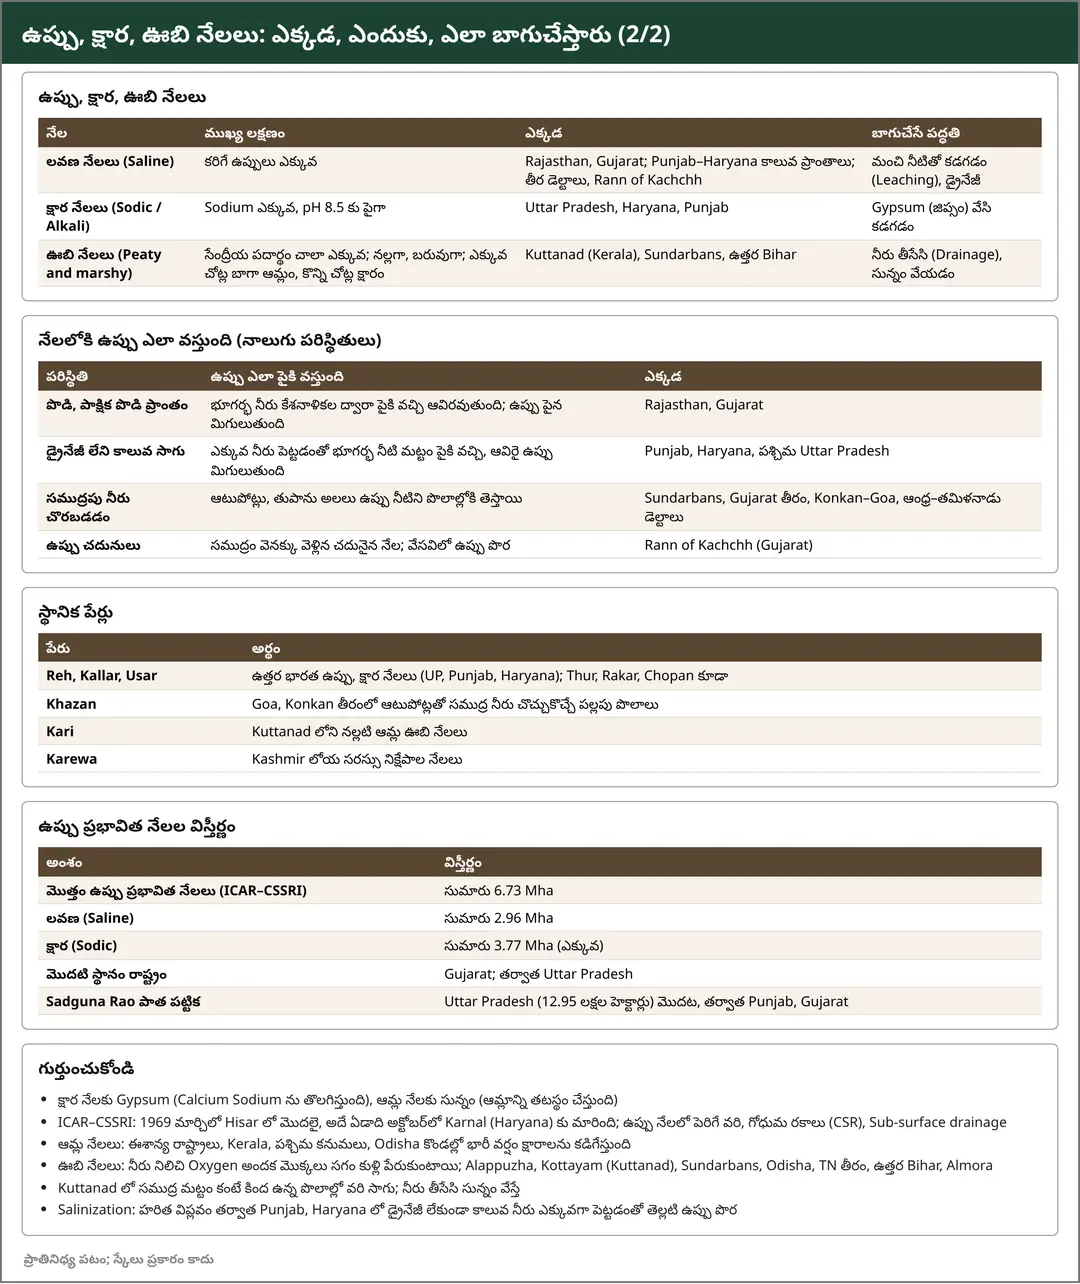 ఉప్పు, క్షార, ఊబి నేలలు: ఎక్కడ, ఎందుకు, ఎలా బాగుచేస్తారు (2/2)
ఉప్పు, క్షార, ఊబి నేలలు
నేల ముఖ్య లక్షణం ఎక్కడ బాగుచేసే పద్ధతి
లవణ నేలలు (Saline) కరిగే ఉప్పులు ఎక్కువ Rajasthan, Gujarat; Punjab–Haryana కాలువ ప్రాంతాలు; మంచి నీటితో కడగడం
తీర డెల్టాలు, Rann of Kachchh (Leaching), డ్రైనేజీ
క్షార నేలలు (Sodic / Sodium ఎక్కువ, pH 8.5 కు పైగా Uttar Pradesh, Haryana, Punjab Gypsum (జిప్సం) వేసి
Alkali) కడగడం
ఊబి నేలలు (Peaty సేంద్రీయ పదార్థం చాలా ఎక్కువ; నల్లగా, బరువుగా; ఎక్కువ Kuttanad (Kerala), Sundarbans, ఉత్తర Bihar నీరు తీసేసి (Drainage),
and marshy) చోట్ల బాగా ఆమ్లం, కొన్ని చోట్ల క్షారం సున్నం వేయడం
నేలలోకి ఉప్పు ఎలా వస్తుంది (నాలుగు పరిస్థితులు)
పరిస్థితి ఉప్పు ఎలా పైకి వస్తుంది ఎక్కడ
పొడి, పాక్షిక పొడి ప్రాంతం భూగర్భ నీరు కేశనాళికల ద్వారా పైకి వచ్చి ఆవిరవుతుంది; ఉప్పు పైన Rajasthan, Gujarat
మిగులుతుంది
డ్రైనేజీ లేని కాలువ సాగు ఎక్కువ నీరు పెట్టడంతో భూగర్భ నీటి మట్టం పైకి వచ్చి, ఆవిరై ఉప్పు Punjab, Haryana, పశ్చిమ Uttar Pradesh
మిగులుతుంది
సముద్రపు నీరు ఆటుపోట్లు, తుపాను అలలు ఉప్పు నీటిని పొలాల్లోకి తెస్తాయి Sundarbans, Gujarat తీరం, Konkan–Goa, ఆంధ్ర–తమిళనాడు
చొరబడడం డెల్టాలు
ఉప్పు చదునులు సముద్రం వెనక్కు వెళ్లిన చదునైన నేల; వేసవిలో ఉప్పు పొర Rann of Kachchh (Gujarat)
స్థానిక పేర్లు
పేరు అర్థం
Reh, Kallar, Usar ఉత్తర భారత ఉప్పు, క్షార నేలలు (UP, Punjab, Haryana); Thur, Rakar, Chopan కూడా
Khazan Goa, Konkan తీరంలో ఆటుపోట్లతో సముద్ర నీరు చొచ్చుకొచ్చే పల్లపు పొలాలు
Kari Kuttanad లోని నల్లటి ఆమ్ల ఊబి నేలలు
Karewa Kashmir లోయ సరస్సు నిక్షేపాల నేలలు
ఉప్పు ప్రభావిత నేలల విస్తీర్ణం
అంశం విస్తీర్ణం
మొత్తం ఉప్పు ప్రభావిత నేలలు (ICAR–CSSRI) సుమారు 6.73 Mha
లవణ (Saline) సుమారు 2.96 Mha
క్షార (Sodic) సుమారు 3.77 Mha (ఎక్కువ)
మొదటి స్థానం రాష్ట్రం Gujarat; తర్వాత Uttar Pradesh
Sadguna Rao పాత పట్టిక Uttar Pradesh (12.95 లక్షల హెక్టార్లు) మొదట, తర్వాత Punjab, Gujarat
గుర్తుంచుకోండి
• క్షార నేలకు Gypsum (Calcium Sodium ను తొలగిస్తుంది), ఆమ్ల నేలకు సున్నం (ఆమ్లాన్ని తటస్థం చేస్తుంది)
• ICAR–CSSRI: 1969 మార్చిలో Hisar లో మొదలై, అదే ఏడాది అక్టోబర్‌లో Karnal (Haryana) కు మారింది; ఉప్పు నేలలో పెరిగే వరి, గోధుమ రకాలు (CSR), Sub-surface drainage
• ఆమ్ల నేలలు: ఈశాన్య రాష్ట్రాలు, Kerala, పశ్చిమ కనుమలు, Odisha కొండల్లో భారీ వర్షం క్షారాలను కడిగేస్తుంది
• ఊబి నేలలు: నీరు నిలిచి Oxygen అందక మొక్కలు సగం కుళ్లి పేరుకుంటాయి; Alappuzha, Kottayam (Kuttanad), Sundarbans, Odisha, TN తీరం, ఉత్తర Bihar, Almora
• Kuttanad లో సముద్ర మట్టం కంటే కింద ఉన్న పొలాల్లో వరి సాగు; నీరు తీసేసి సున్నం వేస్తే
• Salinization: హరిత విప్లవం తర్వాత Punjab, Haryana లో డ్రైనేజీ లేకుండా కాలువ నీరు ఎక్కువగా పెట్టడంతో తెల్లటి ఉప్పు పొర
ప్రాతినిధ్య పటం; స్కేలు ప్రకారం కాదు